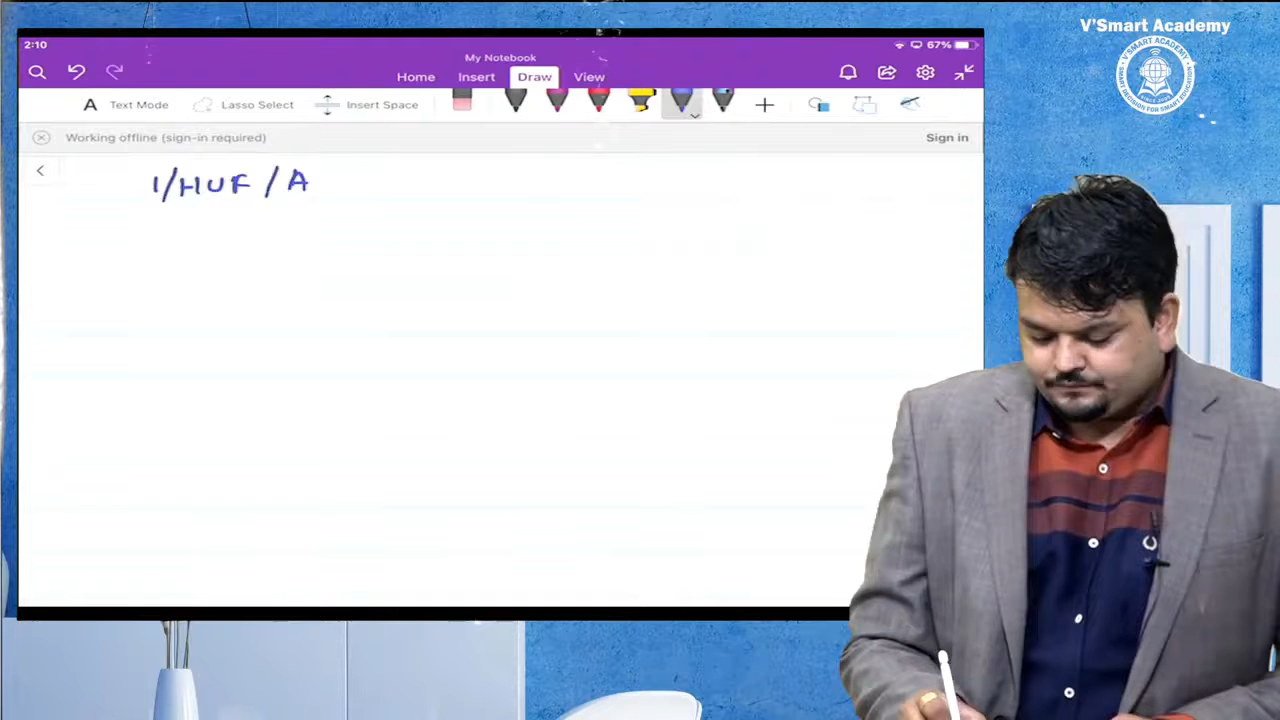 V'Smart Academy
2:10
67%
My Notebook
Home Insert Draw View
A Text Mode Lasso Select Insert Space
Working offline (sign-in required) Sign in
I/HUF/A